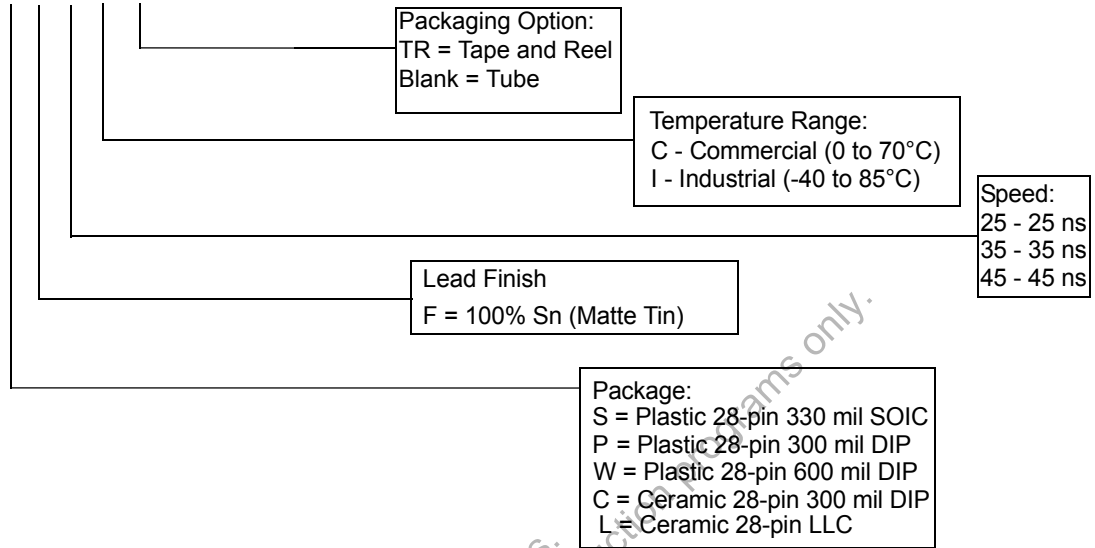 Packaging Option:
TR = Tape and Reel
Blank = Tube
Temperature Range:
C - Commercial (0 to 70°C)
I - Industrial (-40 to 85°C)
Speed:
25 - 25 ns
35 - 35 ns
45 - 45 ns
Lead Finish
F = 100% Sn (Matte Tin)
Package:
S = Plastic 28-pin 330 mil SOIC
P = Plastic 28-pin 300 mil DIP
W = Plastic 28-pin 600 mil DIP
C = Ceramic 28-pin 300 mil DIP
L = Ceramic 28-pin LLC
ction programs only.